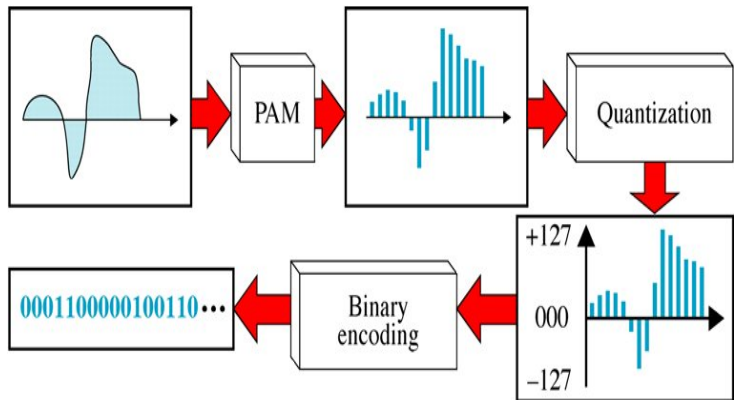 PAM
Quantization
+127
000
−127
Binary
encoding
0001100000100110...